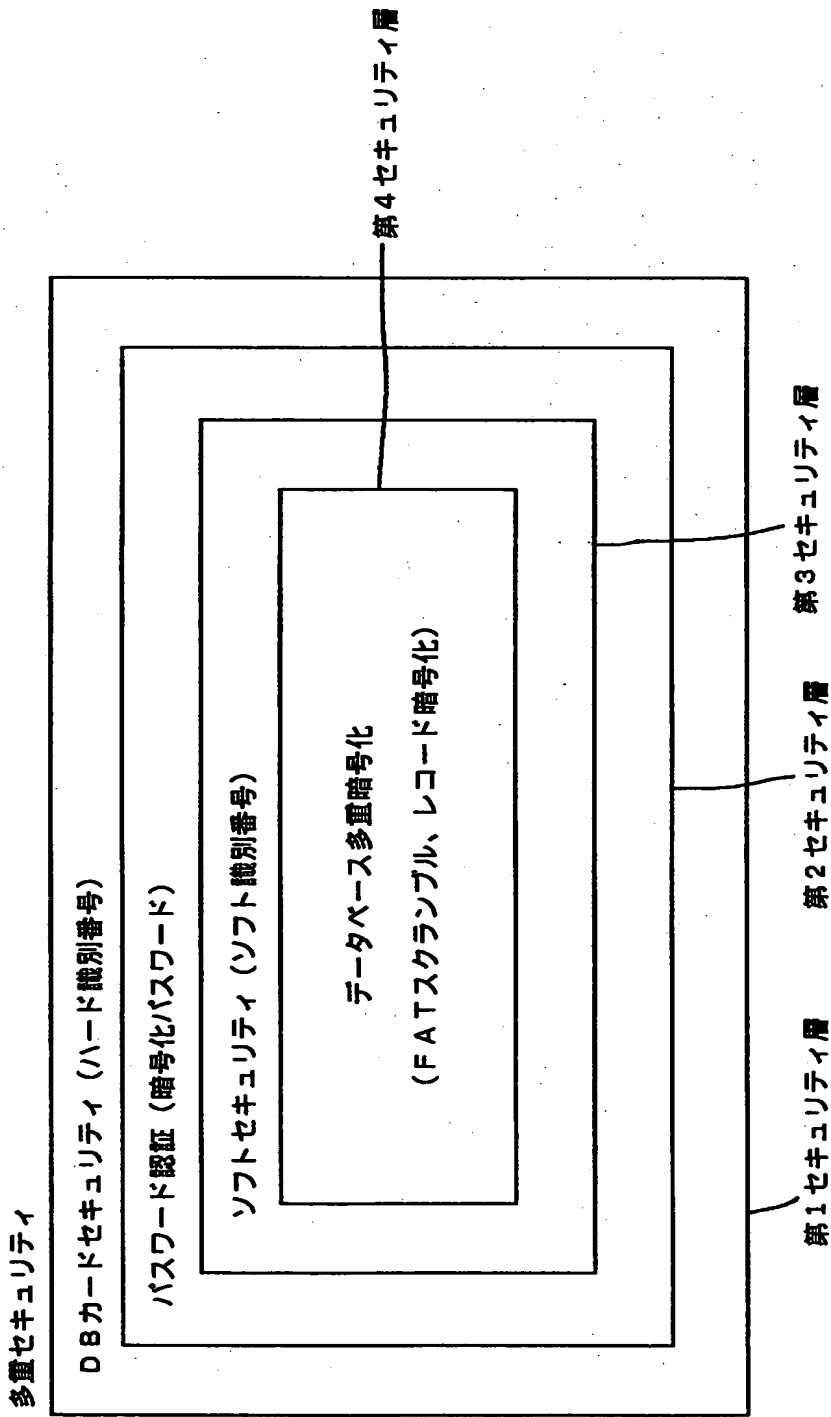 多重セキュリティ
DBカードセキュリティ（ハード識別番号）
パスワード認証（暗号化パスワード）
ソフトセキュリティ（ソフト識別番号）
データベース多重暗号化
（FATスクランブル、レコード暗号化）
第4セキュリティ層
第1セキュリティ層
第2セキュリティ層
第3セキュリティ層